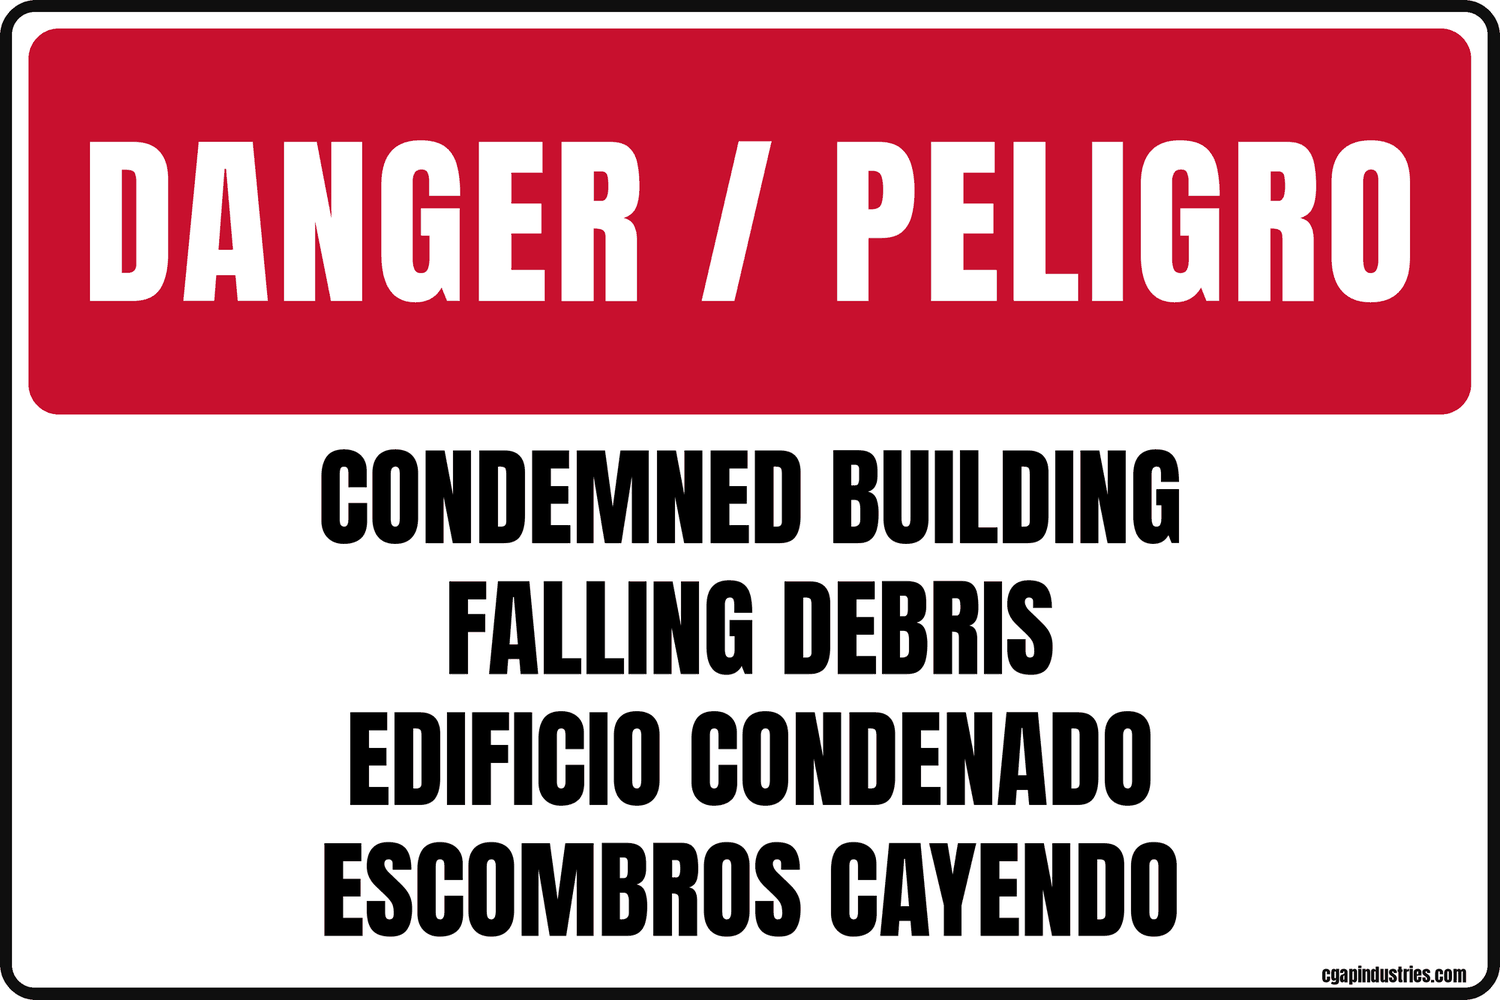 DANGER / PELIGRO
CONDEMNED BUILDING
FALLING DEBRIS
EDIFICIO CONDENADO
ESCOMBROS CAYENDO
cgapindustries.com